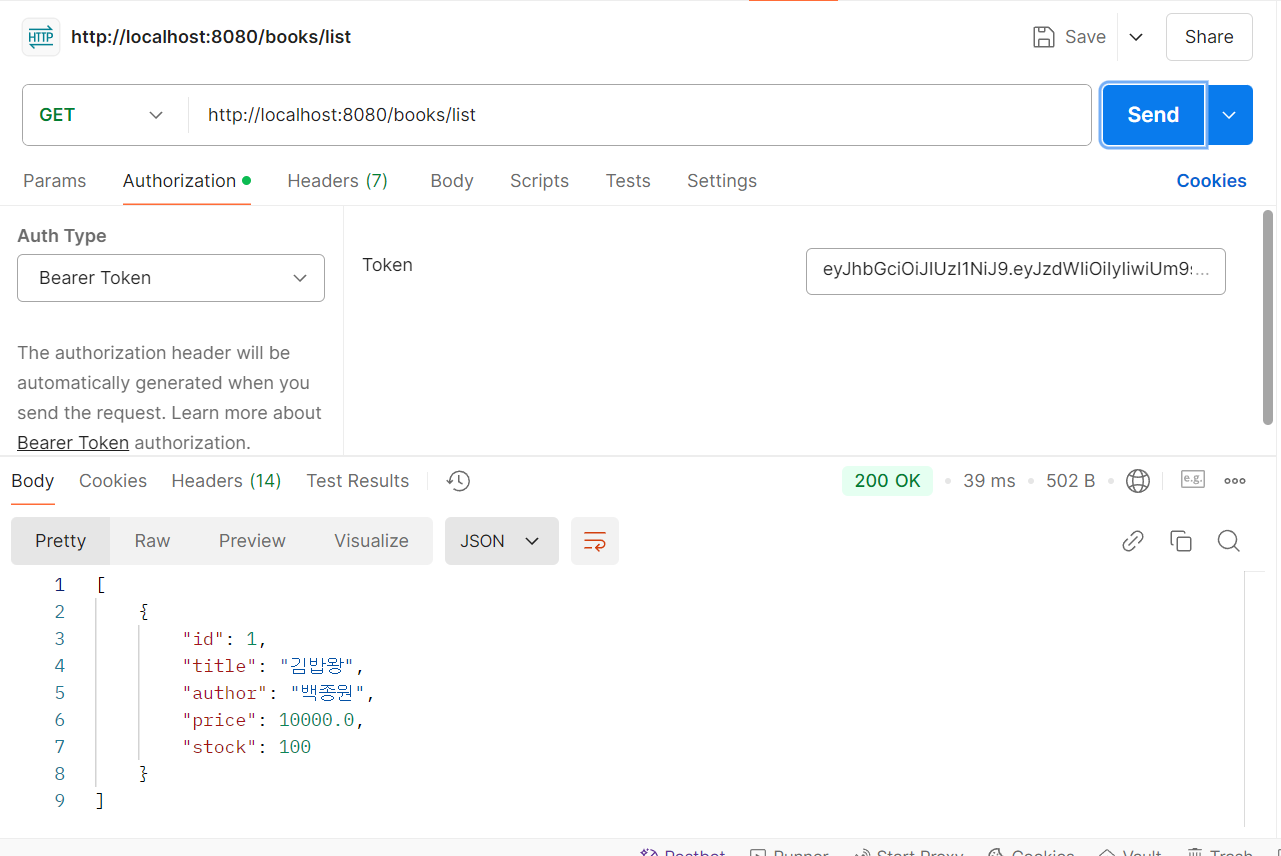 HTTP http://localhost:8080/books/list Save Share
GET http://localhost:8080/books/list Send
Params Authorization Headers (7) Body Scripts Tests Settings Cookies
Auth Type
Bearer Token
Token
The authorization header will be
automatically generated when you
send the request. Learn more about
Bearer Token authorization.
Body Cookies Headers (14) Test Results 200 OK • 39 ms • 502 B • e.g.
Pretty Raw Preview Visualize JSON
1 [
2 {
3 "id": 1,
4 "title": "김밥왕",
5 "author": "백종원",
6 "price": 10000.0,
7 "stock": 100
8 }
9 ]
Postbot Runner Start Proxy Cookies Vault Trash